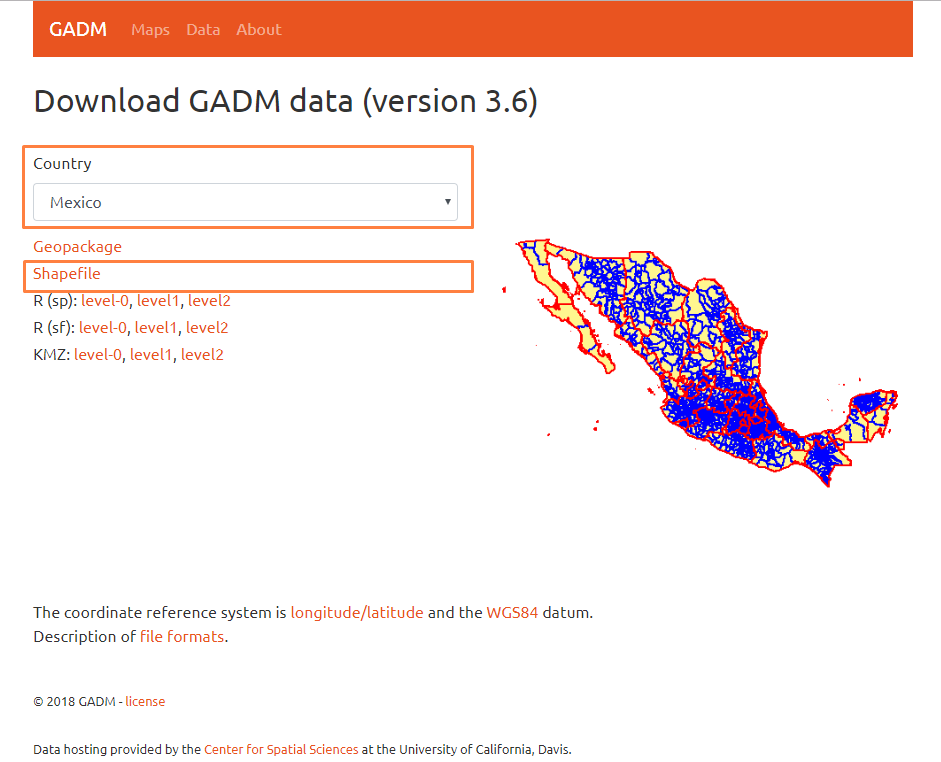 GADM Maps Data About
Download GADM data (version 3.6)
Country
Mexico
Geopackage
Shapefile
R (sp): level-0, level1, level2
R (sf): level-0, level1, level2
KMZ: level-0, level1, level2
The coordinate reference system is longitude/latitude and the WGS84 datum.
Description of file formats.
© 2018 GADM - license
Data hosting provided by the Center for Spatial Sciences at the University of California, Davis.